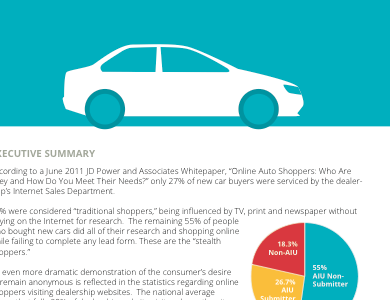 XECUTIVE SUMMARY
cording to a June 2011 JD Power and Associates Whitepaper, "Online Auto Shoppers: Who Are
ey and How Do You Meet Their Needs?" only 27% of new car buyers were serviced by the dealer-
p's Internet Sales Department.
% were considered "traditional shoppers," being influenced by TV, print and newspaper without
ying on the Internet for research. The remaining 55% of people
o bought new cars did all of their research and shopping online
ile failing to complete any lead form. These are the "stealth
oppers."
even more dramatic demonstration of the consumer's desire
remain anonymous is reflected in the statistics regarding online
oppers visiting dealership websites. The national average
18.3%
Non-AIU
55%
AIU Non-
Submitter
26.7%
AIU
Submitter